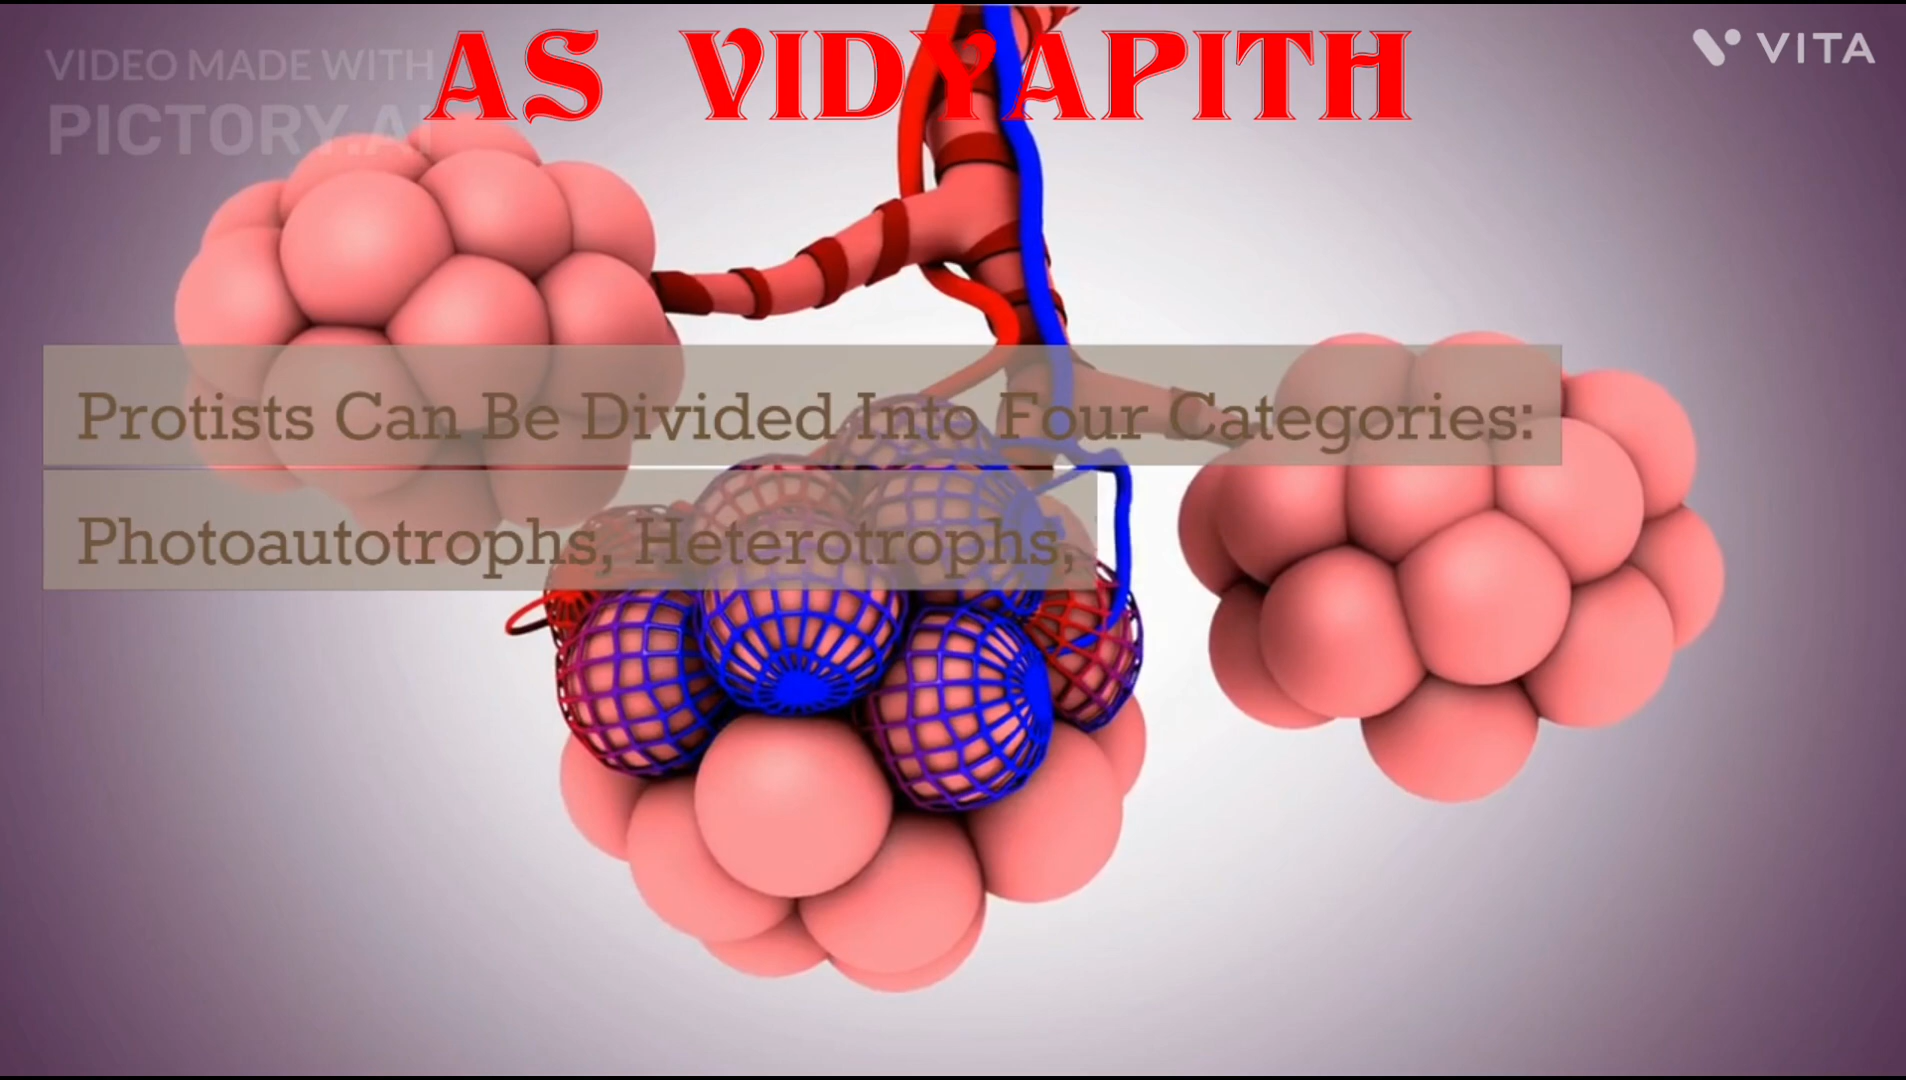 AS VIDYAPITH
VITA
VIDEO MADE WITH
PICTORY.AI
Protists Can Be Divided Into Four Categories:
Photoautotrophs, Heterotrophs,